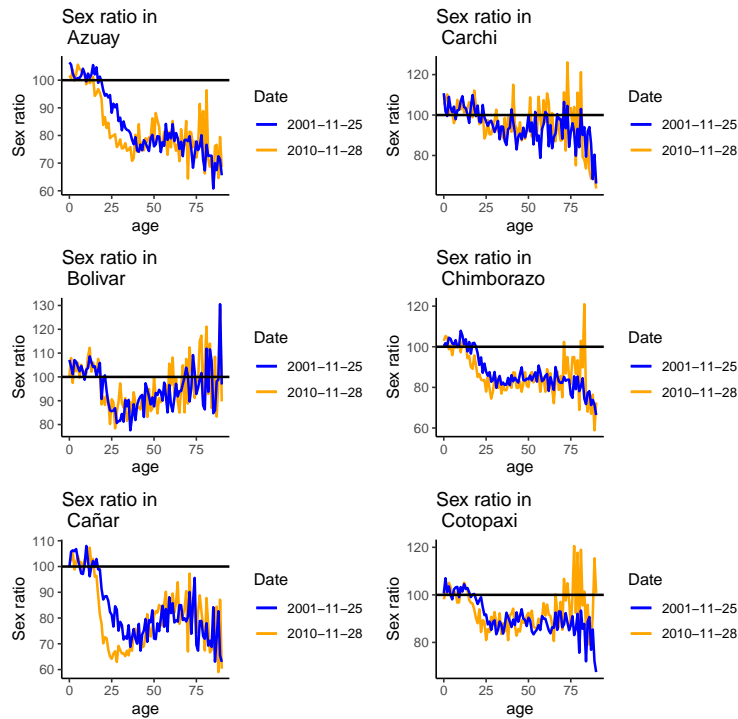 Sex ratio in
Azuay
100
90
80
70
60
0
25
50
75
age
Sex ratio
Date
2001−11−25
2010−11−28
Sex ratio in
Carchi
120
100
80
0
25
50
75
age
Sex ratio
Date
2001−11−25
2010−11−28
Sex ratio in
Bolivar
130
120
110
100
90
80
0
25
50
75
age
Sex ratio
Date
2001−11−25
2010−11−28
Sex ratio in
Chimborazo
120
100
80
60
0
25
50
75
age
Sex ratio
Date
2001−11−25
2010−11−28
Sex ratio in
Cañar
110
100
90
80
70
60
0
25
50
75
age
Sex ratio
Date
2001−11−25
2010−11−28
Sex ratio in
Cotopaxi
120
100
80
0
25
50
75
age
Sex ratio
Date
2001−11−25
2010−11−28